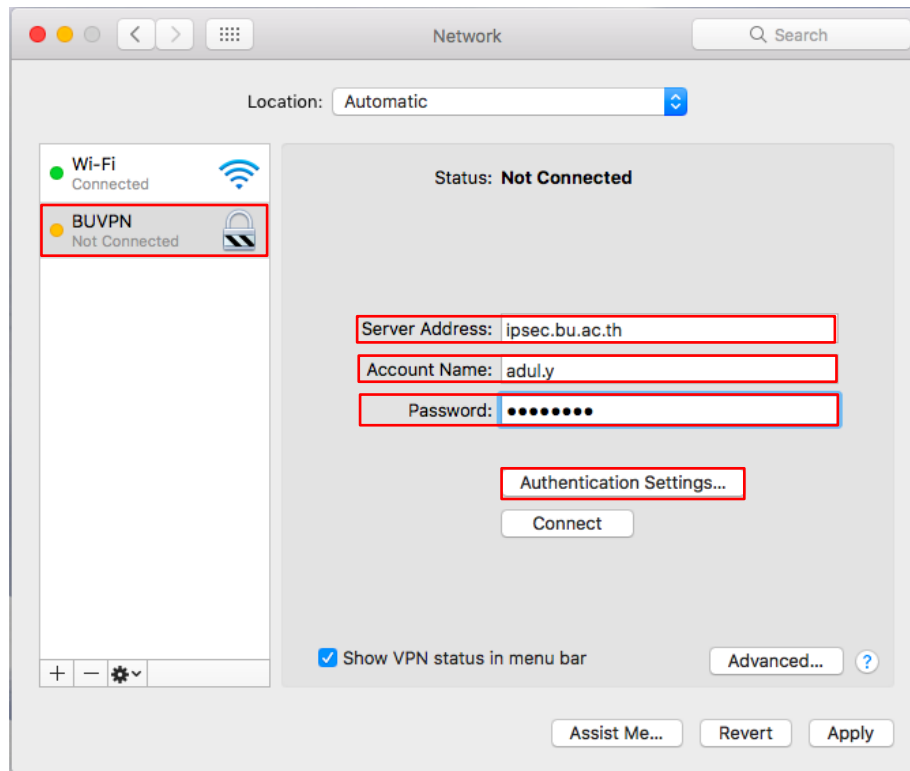 Network
Search
Location: Automatic
Wi-Fi
Connected
BUVPN
Not Connected
Status: Not Connected
Server Address: ipsec.bu.ac.th
Account Name: adul.y
Password: ••••••••
Authentication Settings...
Connect
Show VPN status in menu bar
Advanced... ?
Assist Me... Revert Apply